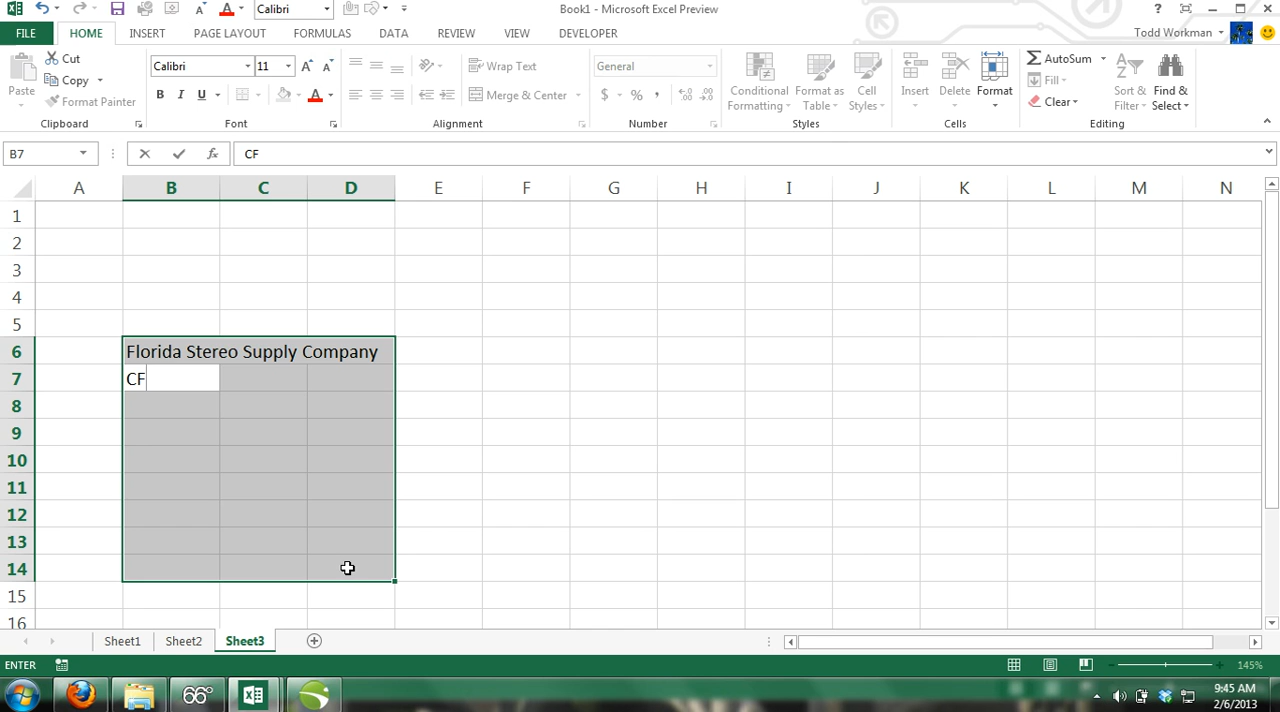 Calibri
Book1 - Microsoft Excel Preview
?
FILE
HOME
INSERT
PAGE LAYOUT
FORMULAS
DATA
REVIEW
VIEW
DEVELOPER
Todd Workman
Paste
Cut
Copy
Format Painter
Clipboard
Calibri
11
B I U
Font
Wrap Text
Merge & Center
Alignment
General
$ % ,
Number
Conditional
Formatting
Format as
Table
Cell
Styles
Styles
Insert
Delete
Format
Cells
AutoSum
Fill
Clear
Sort &
Filter
Find &
Select
Editing
B7
fx
CF
A B C D E F G H I J K L M N
1
2
3
4
5
6 Florida Stereo Supply Company
7 CF
8
9
10
11
12
13
14
15
16
Sheet1
Sheet2
Sheet3
ENTER
145%
66°
9:45 AM
2/6/2013